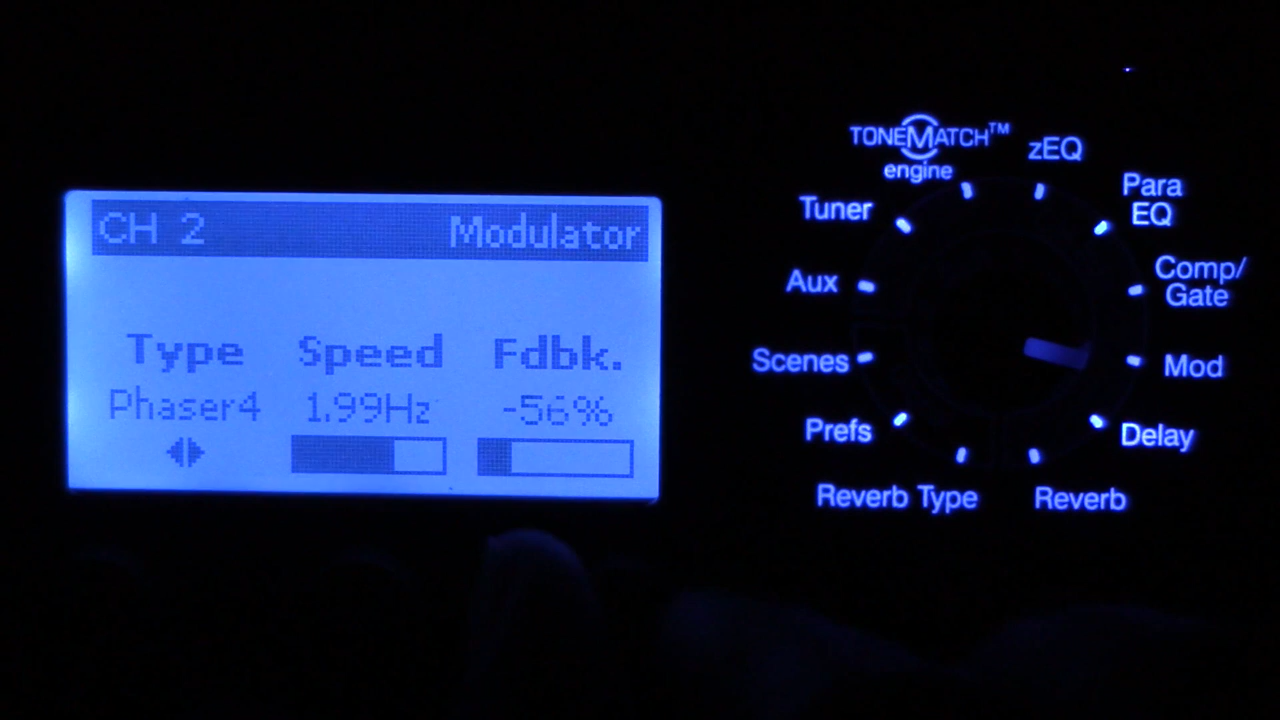 CH 2 Modulator
Type Speed Fdbk.
Phaser4 1.99Hz -56%
TONEMATCH™
engine
zEQ
Para
EQ
Comp/
Gate
Mod
Delay
Reverb
Reverb Type
Prefs
Scenes
Aux
Tuner